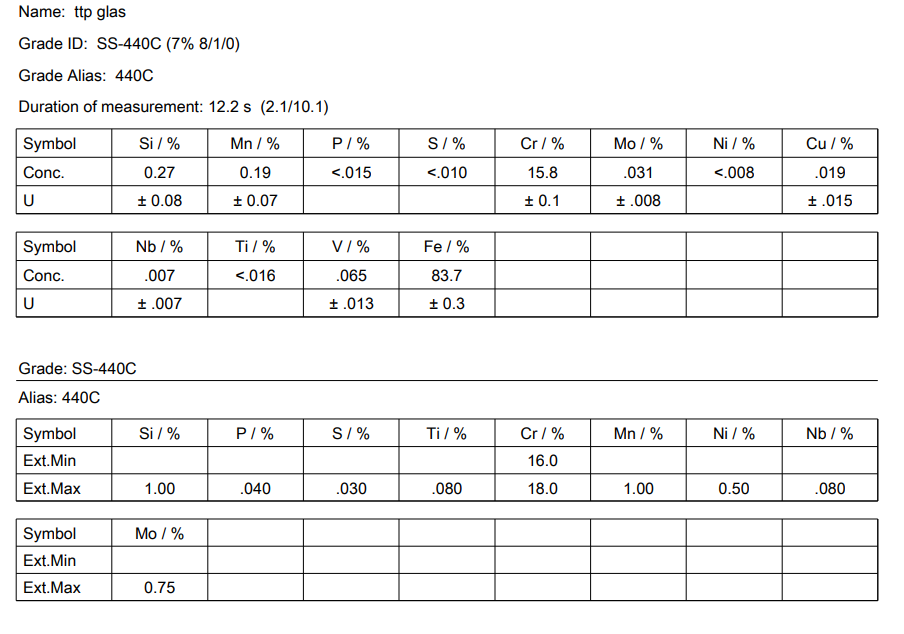 Name: ttp glas
Grade ID: SS-440C (7% 8/1/0)
Grade Alias: 440C
Duration of measurement: 12.2 s (2.1/10.1)
Symbol Si / % Mn / % P / % S / % Cr / % Mo / % Ni / % Cu / %
Conc. 0.27 0.19 <.015 <.010 15.8 .031 <.008 .019
U ± 0.08 ± 0.07 ± 0.1 ± .008 ± .015
Symbol Nb / % Ti / % V / % Fe / %
Conc. .007 <.016 .065 83.7
U ± .007 ± .013 ± 0.3
Grade: SS-440C
Alias: 440C
Symbol Si / % P / % S / % Ti / % Cr / % Mn / % Ni / % Nb / %
Ext.Min 16.0
Ext.Max 1.00 .040 .030 .080 18.0 1.00 0.50 .080
Symbol Mo / %
Ext.Min
Ext.Max 0.75